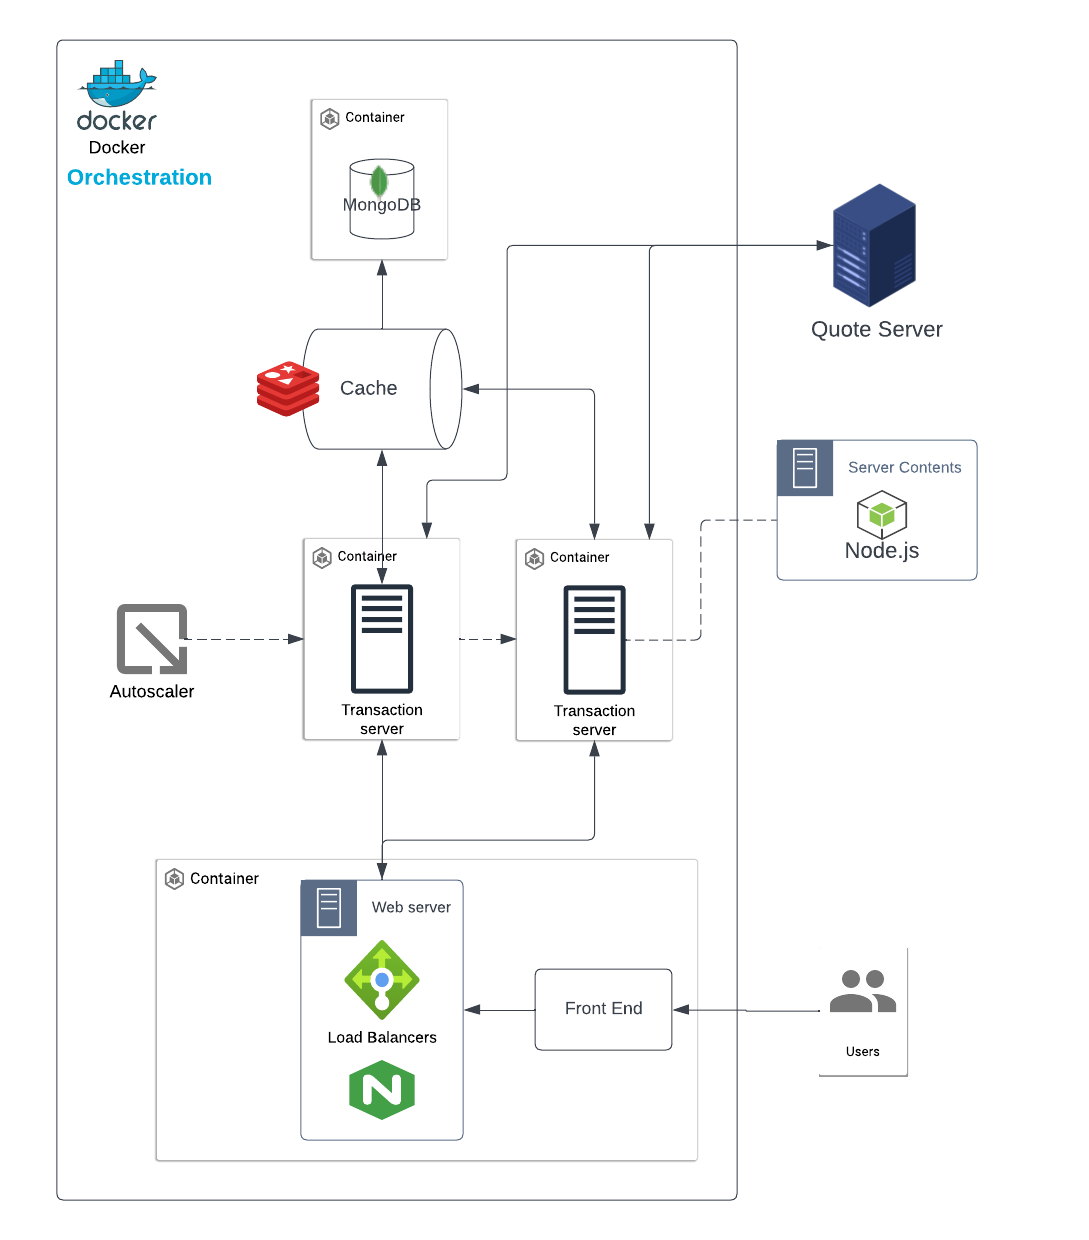 docker
Docker
Orchestration
Container
MongoDB
Quote Server
Cache
Server Contents
Node.js
Container
Container
Autoscaler
Transaction
server
Transaction
server
Container
Web server
Load Balancers
Front End
Users